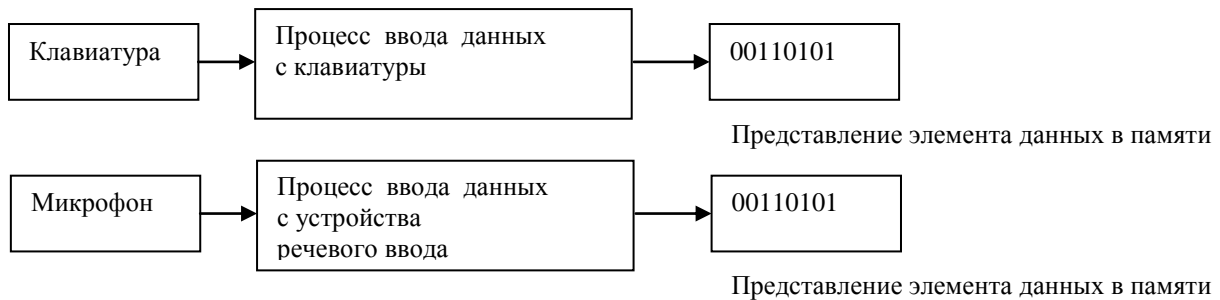 Клавиатура
Процесс ввода данных
с клавиатуры
00110101
Представление элемента данных в памяти
Микрофон
Процесс ввода данных
с устройства
речевого ввода
00110101
Представление элемента данных в памяти